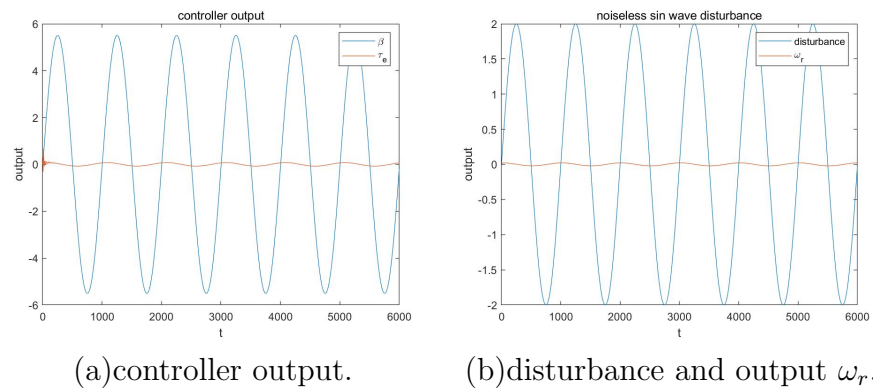 controller output
6
4
2
0
-2
-4
-6
output
0
1000
2000
3000
4000
5000
6000
t
β
τe
noiseless sin wave disturbance
2
1.5
1
0.5
0
-0.5
-1
-1.5
-2
output
0
1000
2000
3000
4000
5000
6000
t
disturbance
ωr
(a)controller output.
(b)disturbance and output ωr.